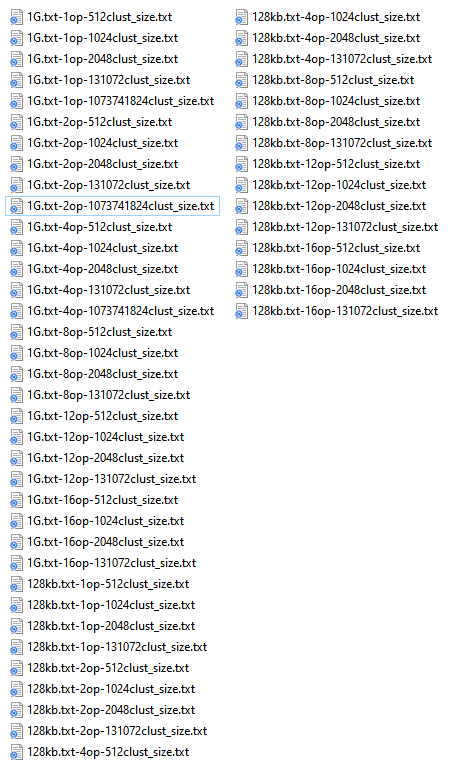 1G.txt-1op-512clust_size.txt
1G.txt-1op-1024clust_size.txt
1G.txt-1op-2048clust_size.txt
1G.txt-1op-131072clust_size.txt
1G.txt-1op-1073741824clust_size.txt
1G.txt-2op-512clust_size.txt
1G.txt-2op-1024clust_size.txt
1G.txt-2op-2048clust_size.txt
1G.txt-2op-131072clust_size.txt
1G.txt-2op-1073741824clust_size.txt
1G.txt-4op-512clust_size.txt
1G.txt-4op-1024clust_size.txt
1G.txt-4op-2048clust_size.txt
1G.txt-4op-131072clust_size.txt
1G.txt-4op-1073741824clust_size.txt
1G.txt-8op-512clust_size.txt
1G.txt-8op-1024clust_size.txt
1G.txt-8op-2048clust_size.txt
1G.txt-8op-131072clust_size.txt
1G.txt-12op-512clust_size.txt
1G.txt-12op-1024clust_size.txt
1G.txt-12op-2048clust_size.txt
1G.txt-12op-131072clust_size.txt
1G.txt-16op-512clust_size.txt
1G.txt-16op-1024clust_size.txt
1G.txt-16op-2048clust_size.txt
1G.txt-16op-131072clust_size.txt
128kb.txt-1op-512clust_size.txt
128kb.txt-1op-1024clust_size.txt
128kb.txt-1op-2048clust_size.txt
128kb.txt-1op-131072clust_size.txt
128kb.txt-2op-512clust_size.txt
128kb.txt-2op-1024clust_size.txt
128kb.txt-2op-2048clust_size.txt
128kb.txt-2op-131072clust_size.txt
128kb.txt-4op-512clust_size.txt
128kb.txt-4op-1024clust_size.txt
128kb.txt-4op-2048clust_size.txt
128kb.txt-4op-131072clust_size.txt
128kb.txt-8op-512clust_size.txt
128kb.txt-8op-1024clust_size.txt
128kb.txt-8op-2048clust_size.txt
128kb.txt-8op-131072clust_size.txt
128kb.txt-12op-512clust_size.txt
128kb.txt-12op-1024clust_size.txt
128kb.txt-12op-2048clust_size.txt
128kb.txt-12op-131072clust_size.txt
128kb.txt-16op-512clust_size.txt
128kb.txt-16op-1024clust_size.txt
128kb.txt-16op-2048clust_size.txt
128kb.txt-16op-131072clust_size.txt